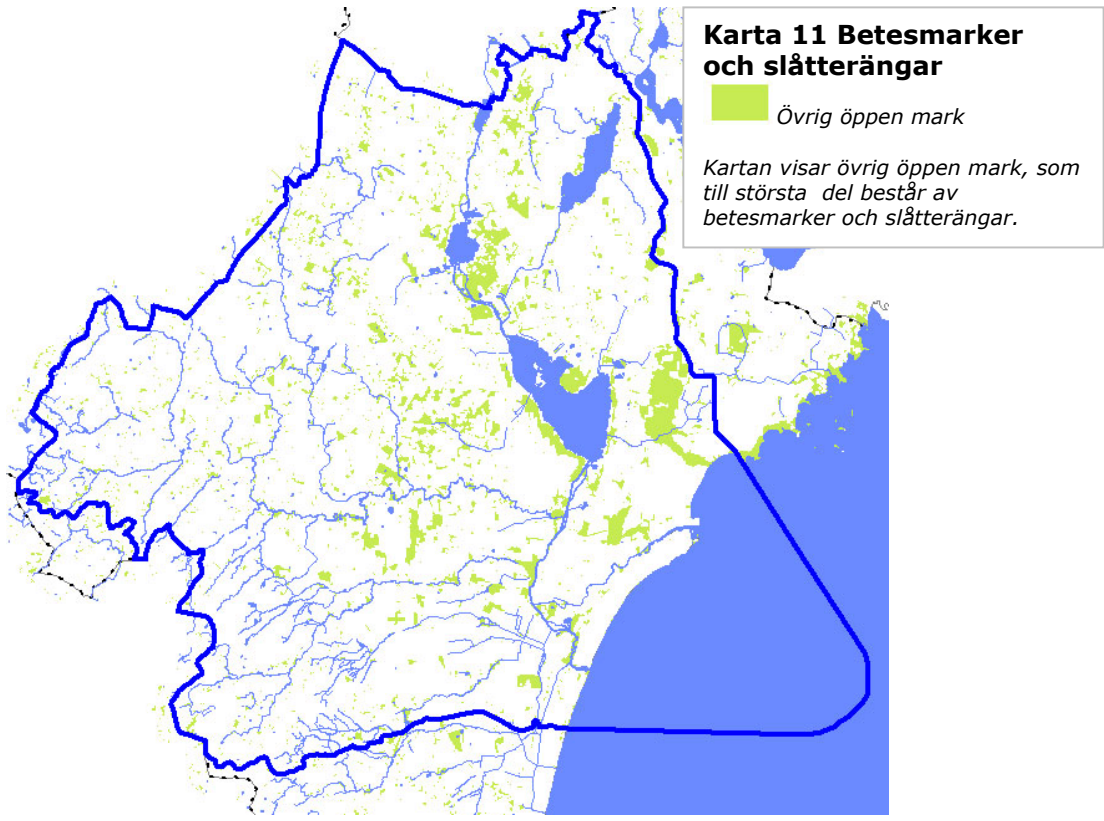 Karta 11 Betesmarker
och slåtterängar
Övrig öppen mark
Kartan visar övrig öppen mark, som
till största del består av
betesmarker och slåtterängar.